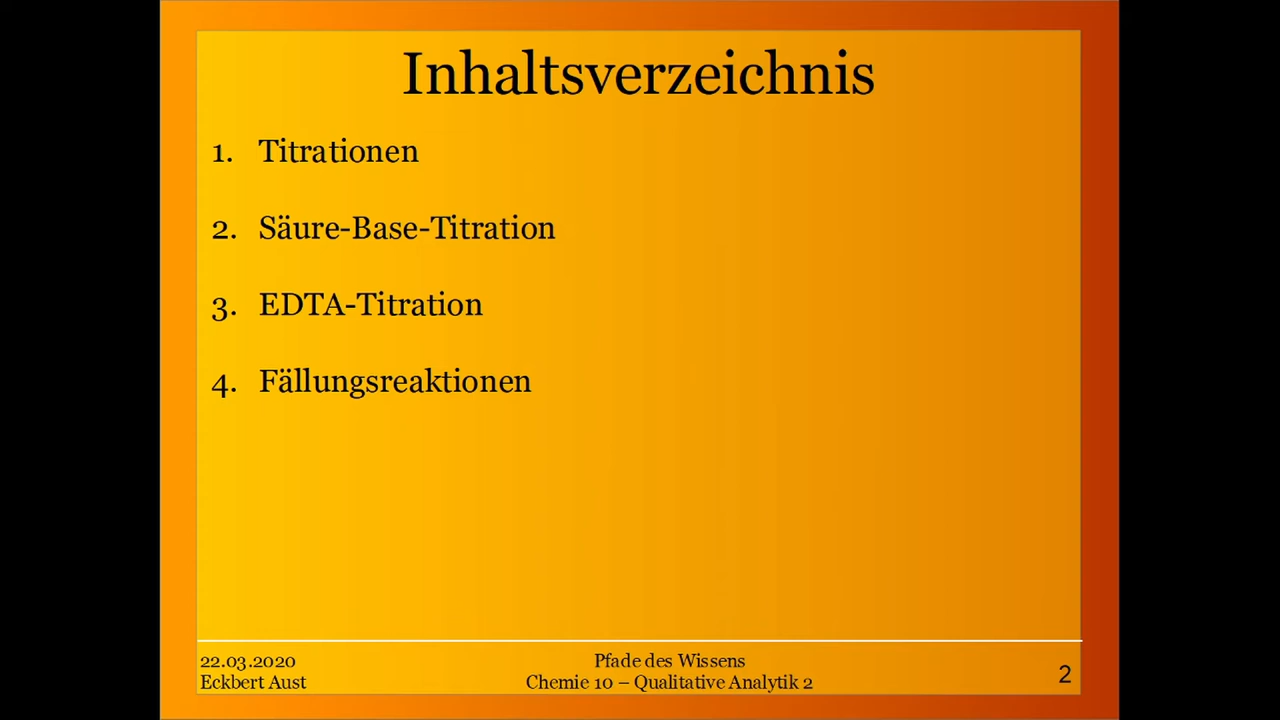 Inhaltsverzeichnis
1. Titrationen
2. Säure-Base-Titration
3. EDTA-Titration
4. Fällungsreaktionen
22.03.2020
Eckbert Aust
Pfade des Wissens
Chemie 10 – Qualitative Analytik 2
2